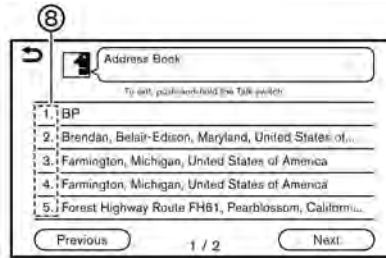 ⑧
Address Book
To exit, push and hold the Talk switch
1. BP
2. Brendan, Belair-Edison, Maryland, United States of...
3. Farmington, Michigan, United States of America
4. Farmington, Michigan, United States of America
5. Forest Highway Route FH61, Pearblossom, Californi...
Previous 1 / 2 Next